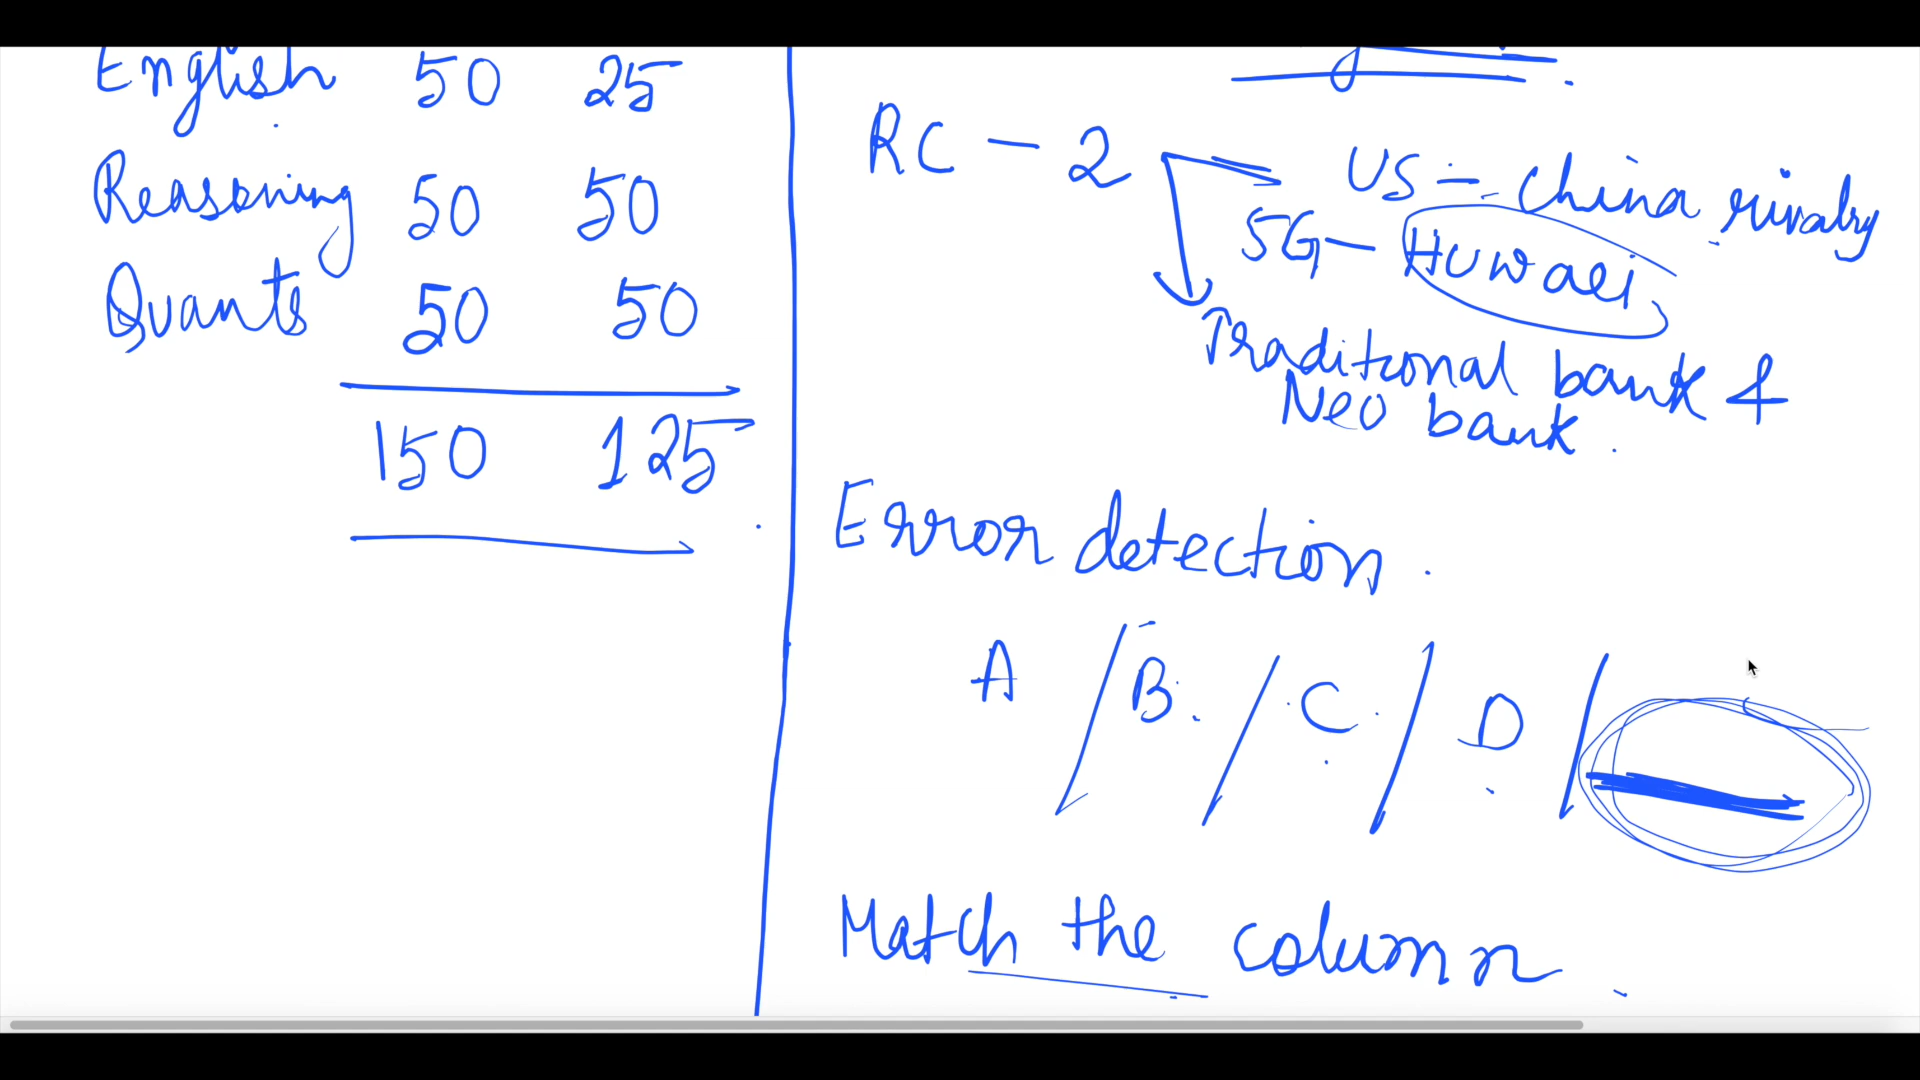 English 50 25
Reasoning 50 50
Quants 50 50
150 125
RC - 2
US - China rivalry
5G - Huwaei
Traditional bank &
Neo bank.
Error detection.
A / B / C / D /
Match the column.